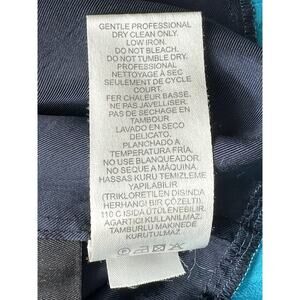 GENTLE PROFESSIONAL
DRY CLEAN ONLY.
LOW IRON.
DO NOT BLEACH.
DO NOT TUMBLE DRY.
PROFESSIONAL
NETTOYAGE À SEC
SEULEMENT DE CYCLE
COURT.
FER CHALEUR BASSE.
NE PAS JAVELLISER.
PAS DE SECHAGE EN
TAMBOUR
LAVADO EN SECO
DELICATO.
PLANCHADO A
TEMPERATURA FRÍA.
NO USE BLANQUEADOR.
NO SEQUE A MÁQUINA.
HASSAS KURU TEMIZLEME
YAPILABILIR
(TRIKLORETILEN DISINDA
HERHANGI BIR ÇÖZELTI).
110 C ISIDA ÜTÜLENEBILIR.
AGARTICI KULLANMA.
TAMBURLU MAKINEDE
KURUTULMAZ